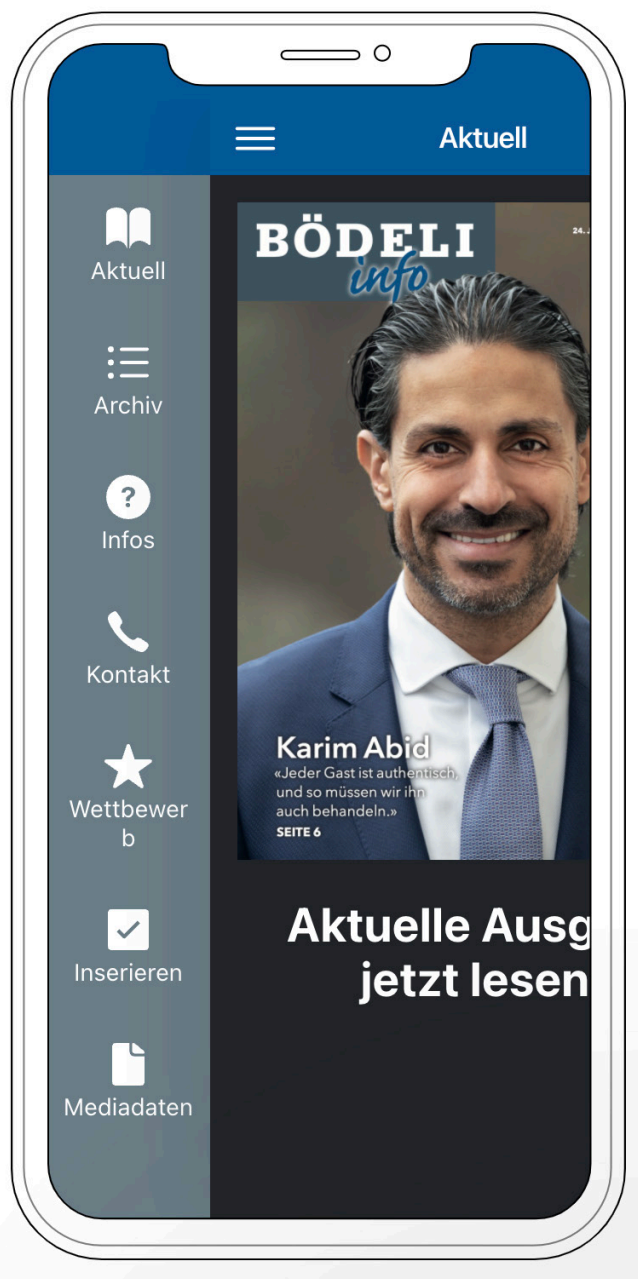 Aktuell
Aktuell
Archiv
?
Infos
Kontakt
Wettbewer
b
Inserieren
Mediadaten
BÖDELI
info
24. J
Karim Abid
«Jeder Gast ist authentisch,
und so müssen wir ihn
auch behandeln.»
SEITE 6
Aktuelle Ausg
jetzt lesen